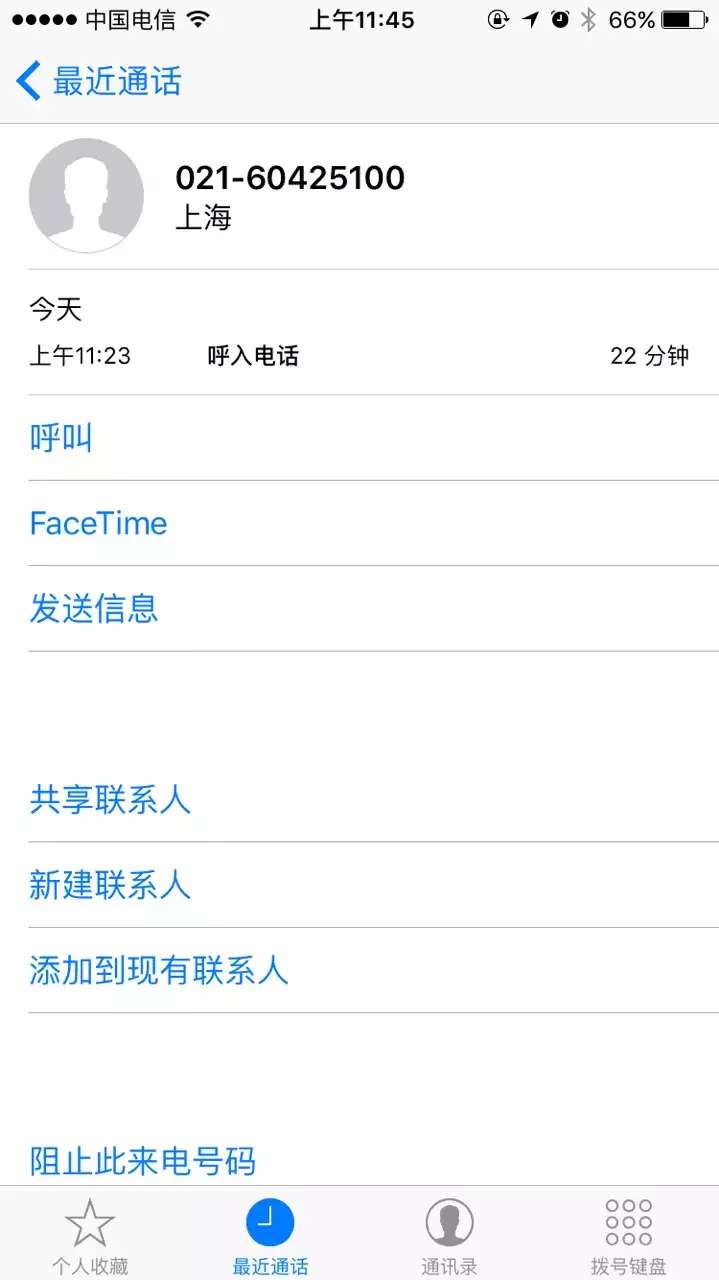 中国电信 上午11:45 66%
最近通话
021-60425100
上海
今天
上午11:23 呼入电话 22 分钟
呼叫
FaceTime
发送信息
共享联系人
新建联系人
添加到现有联系人
阻止此来电号码
个人收藏 最近通话 通讯录 拨号键盘